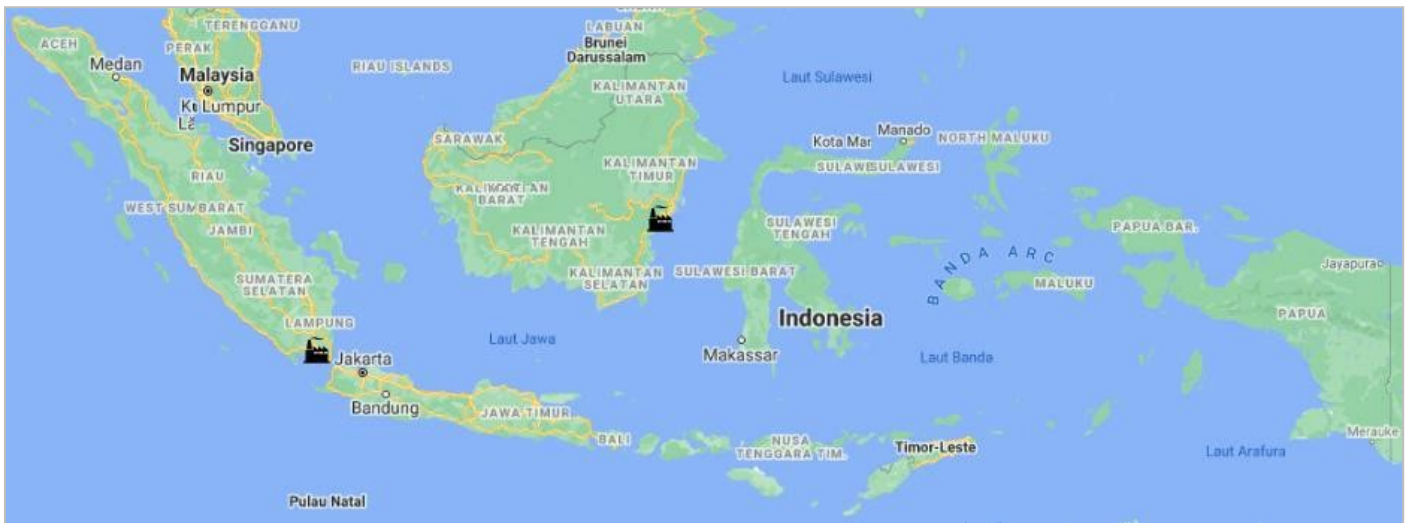 TERENGGANU
ACEH
PERAK
Medan
Malaysia
Lumpur
Singapore
RIAU ISLANDS
LABUAN
Brunei
Darussalam
KALIMANTAN
UTARA
Laut Sulawesi
SARAWAK
Kota Mar
Manado
NORTH MALUKU
KALIMANTAN
TIMUR
RIAU
WEST SUMBARAT
JAMBI
BARAT
KALIMANTAN
TENGAH
SULAWESI
TENGAH
PAPUA BAR.
SUMATERA
SELATAN
KALIMANTAN
SELATAN
SULAWESI BARAT
BANDA ARC
MALUKU
Jayapura
LAMPUNG
Indonesia
PAPUA
Laut Jawa
Jakarta
Makassar
Laut Banda
Bandung
JAWA TIMUR
BALI
NUSA
TENGGARA TIM.
Timor-Leste
Merauke
Laut Arafura
Pulau Natal